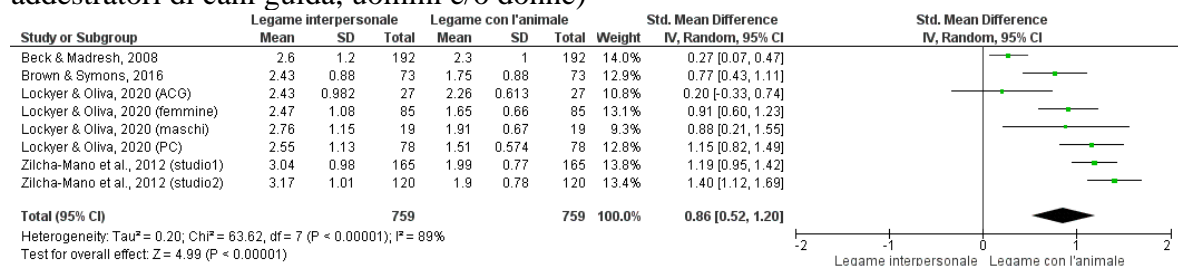 addestratori di cani guida, uomini e/o donne)
Legame interpersonale Legame con l'animale Std. Mean Difference Std. Mean Difference
Study or Subgroup Mean SD Total Mean SD Total Weight IV, Random, 95% CI IV, Random, 95% CI
Beck & Madresh, 2008 2.6 1.2 192 2.3 1 192 14.0% 0.27 [0.07, 0.47]
Brown & Symons, 2016 2.43 0.88 73 1.75 0.88 73 12.9% 0.77 [0.43, 1.11]
Lockyer & Oliva, 2020 (ACG) 2.43 0.982 27 2.26 0.613 27 10.8% 0.20 [-0.33, 0.74]
Lockyer & Oliva, 2020 (femmine) 2.47 1.08 85 1.65 0.66 85 13.1% 0.91 [0.60, 1.23]
Lockyer & Oliva, 2020 (maschi) 2.76 1.15 19 1.91 0.67 19 9.3% 0.88 [0.21, 1.55]
Lockyer & Oliva, 2020 (PC) 2.55 1.13 78 1.51 0.574 78 12.8% 1.15 [0.82, 1.49]
Zilcha-Mano et al., 2012 (studio1) 3.04 0.98 165 1.99 0.77 165 13.8% 1.19 [0.95, 1.42]
Zilcha-Mano et al., 2012 (studio2) 3.17 1.01 120 1.9 0.78 120 13.4% 1.40 [1.12, 1.69]
Total (95% CI) 759 759 100.0% 0.86 [0.52, 1.20]
Heterogeneity: Tau² = 0.20; Chi² = 63.62, df = 7 (P < 0.00001); I² = 89%
Test for overall effect: Z = 4.99 (P < 0.00001)
-2 -1 0 1 2
Legame interpersonale Legame con l'animale